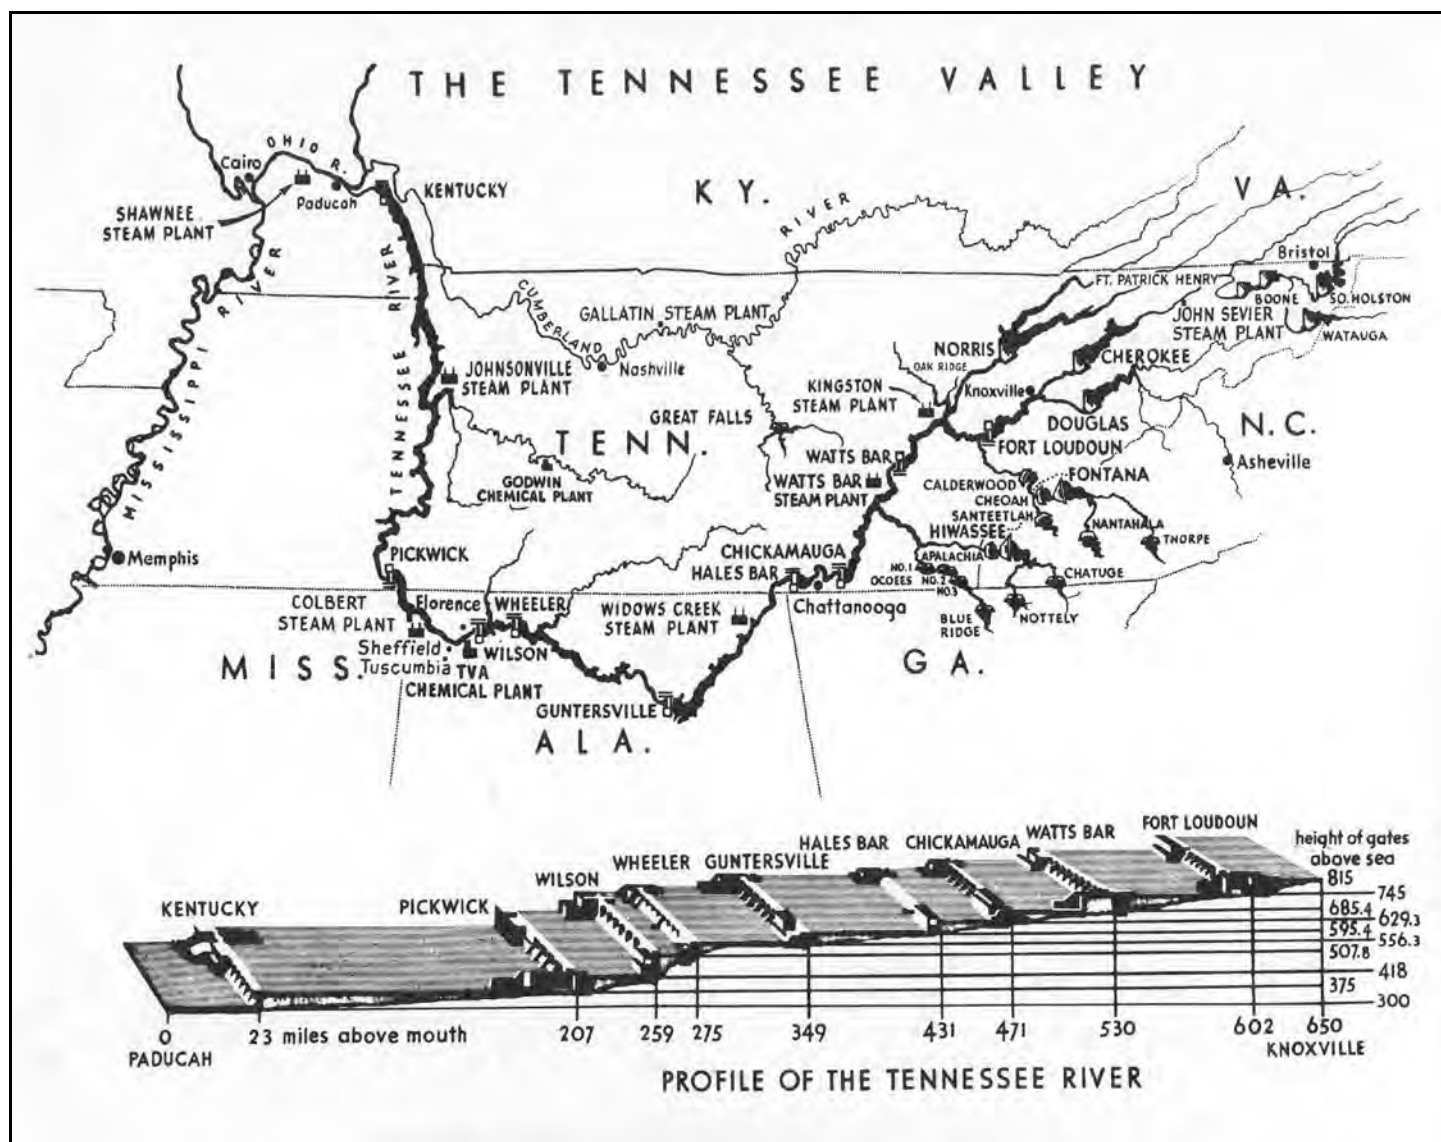 THE TENNESSEE VALLEY
OHIO R.
Cairo
KENTUCKY
Paducah
SHAWNEE
STEAM PLANT
KY.
VA.
RIVER
MISSISSIPPI RIVER
TENNESSEE RIVER
CUMBERLAND
Bristol
FT. PATRICK HENRY
BOONE
SO. HOLSTON
JOHN SEVIER
STEAM PLANT
WATAUGA
GALLATIN STEAM PLANT
Nashville
JOHNSONVILLE
STEAM PLANT
NORRIS
OAK RIDGE
CHEROKEE
KINGSTON
STEAM PLANT
Knoxville
DOUGLAS
GREAT FALLS
TENN.
FORT LOUDOUN
N.C.
Asheville
WATTS BAR
WATTS BAR
STEAM PLANT
GODWIN
CHEMICAL PLANT
CALDERWOOD
FONTANA
CHEOAH
SANTEETLAH
HIWASSEE
NANTAHALA
THORPE
APALACHIA
Memphis
PICKWICK
CHICKAMAUGA
HALES BAR
NO.1
OCOEES
NO.2
NO.3
CHATUGE
Chattanooga
COLBERT
STEAM PLANT
Florence
WHEELER
WIDOWS CREEK
STEAM PLANT
BLUE
RIDGE
NOTTELY
Sheffield
Tuscumbia
WILSON
TVA
CHEMICAL PLANT
MISS.
GA.
GUNTERSVILLE
ALA.
KENTUCKY
PICKWICK
WILSON
WHEELER
GUNTERSVILLE
HALES BAR
CHICKAMAUGA
WATTS BAR
FORT LOUDOUN
height of gates
above sea
815
745
685.4
629.3
595.4
556.3
507.8
418
375
300
0 23 miles above mouth 207 259 275 349 431 471 530 602 650
PADUCAH KNOXVILLE
PROFILE OF THE TENNESSEE RIVER